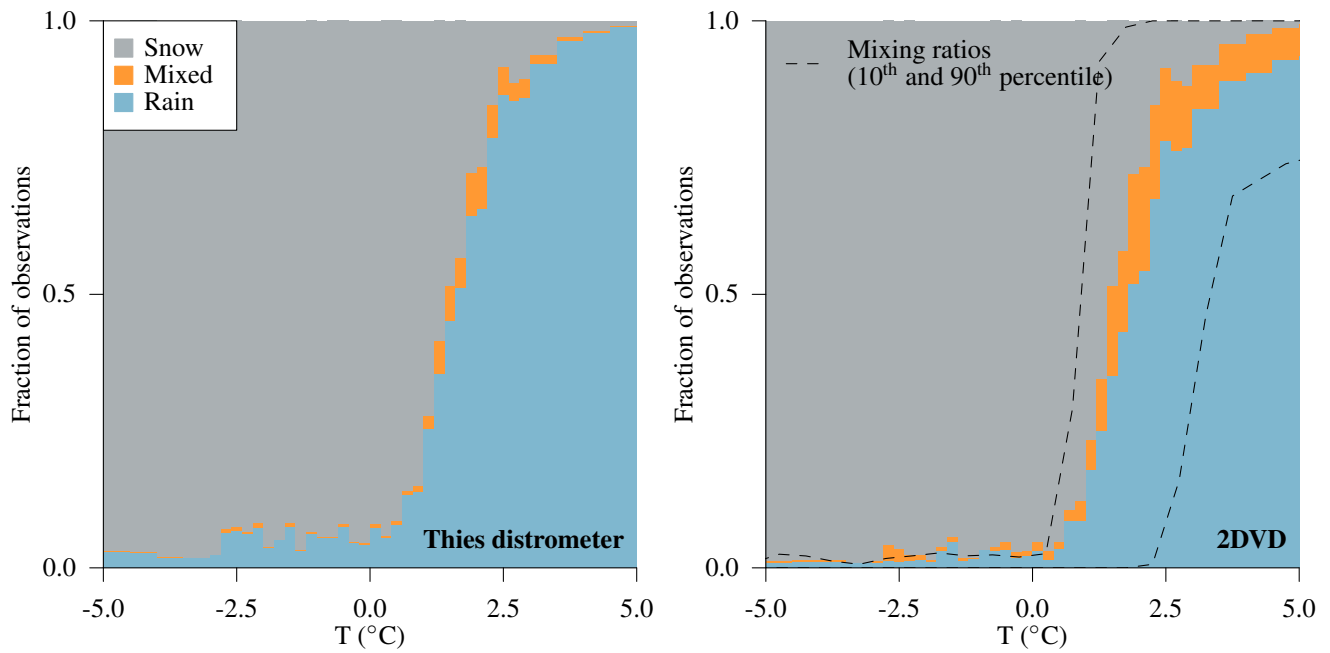 1.0
0.5
0.0
Fraction of observations
Snow
Mixed
Rain
Thies distrometer
-5.0 -2.5 0.0 2.5 5.0
T (°C)
1.0
0.5
0.0
Fraction of observations
Mixing ratios
(10th and 90th percentile)
2DVD
-5.0 -2.5 0.0 2.5 5.0
T (°C)